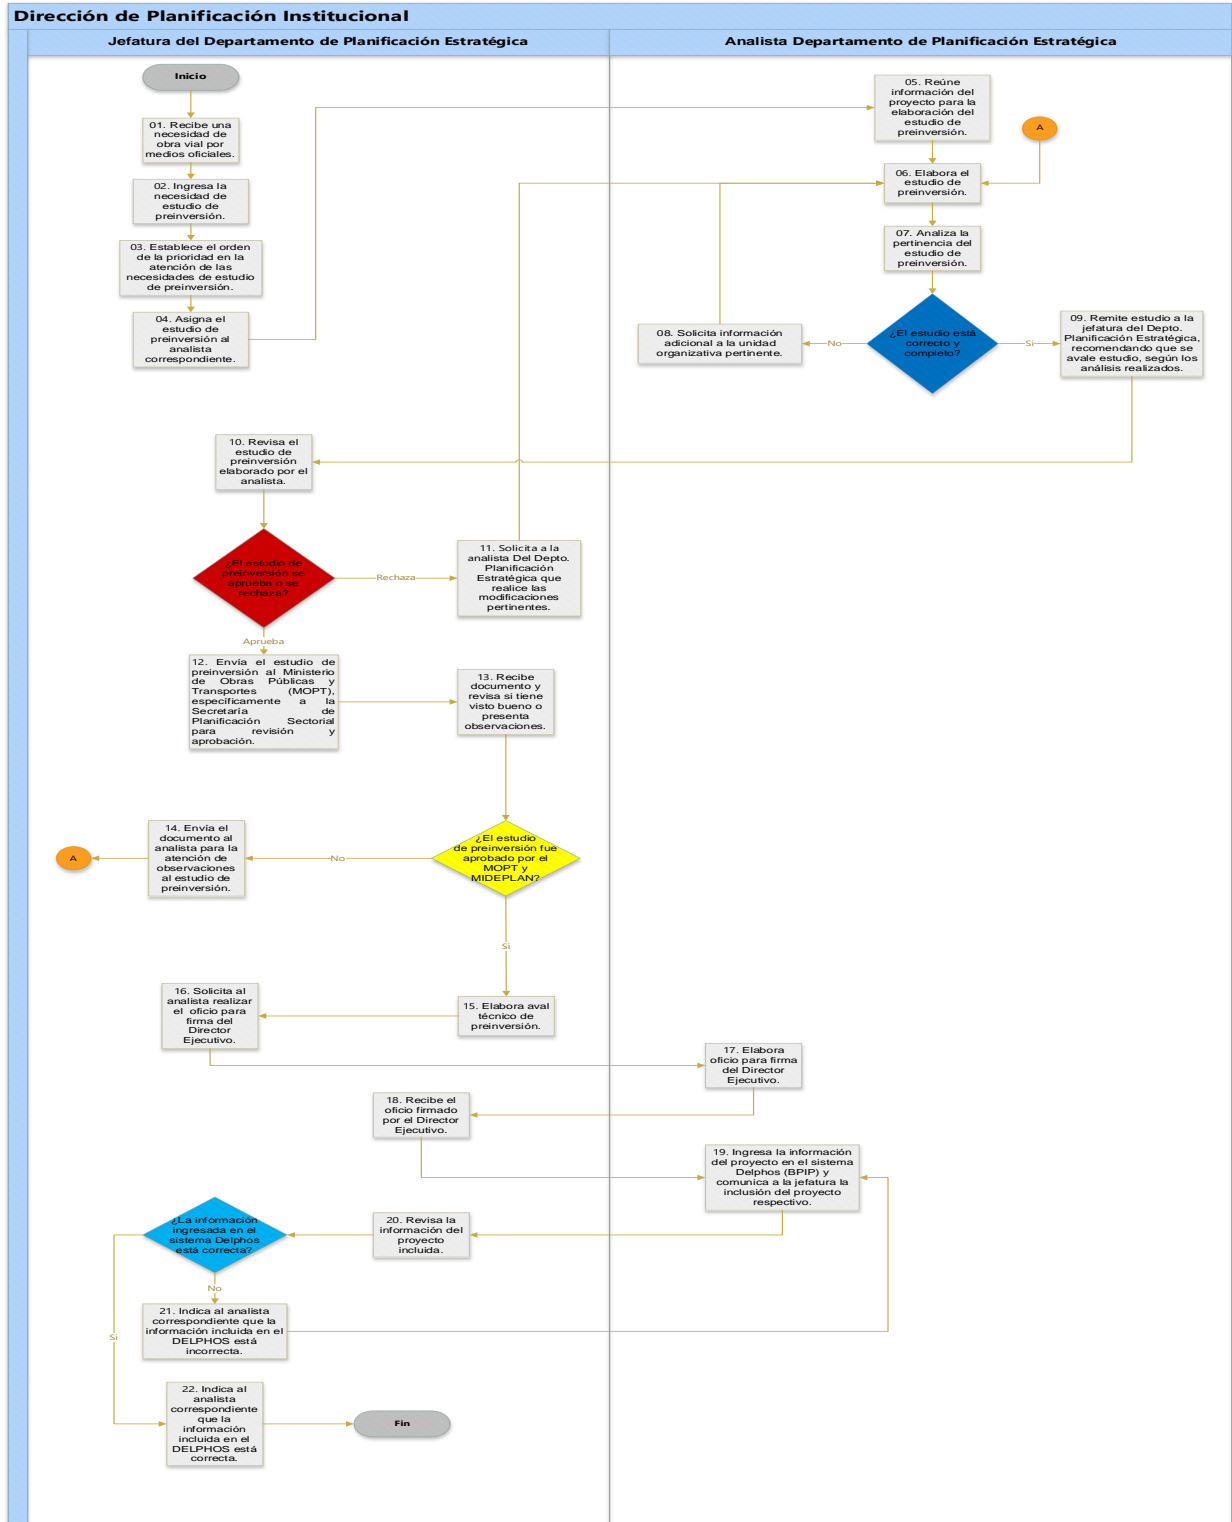 Dirección de Planificación Institucional
Jefatura del Departamento de Planificación Estratégica
Analista Departamento de Planificación Estratégica
Inicio
01. Recibe una
necesidad de
obra vial por
medios oficiales.
02. Ingresa la
necesidad de
estudio de
preinversión.
03. Establece el orden
de la prioridad en la
atención de las
necesidades de estudio
de preinversión.
04. Asigna el
estudio de
preinversión al
analista
correspondiente.
05. Reúne
información del
proyecto para la
elaboración del
estudio de
preinversión.
A
06. Elabora el
estudio de
preinversión.
07. Analiza la
pertinencia del
estudio de
preinversión.
¿El estudio está
correcto y
completo?
No
08. Solicita información
adicional a la unidad
organizativa pertinente.
Si
09. Remite estudio a la
jefatura del Depto.
Planificación Estratégica,
recomendando que se
avale estudio, según los
análisis realizados.
10. Revisa el
estudio de
preinversión
elaborado por el
analista.
¿El estudio de
preinversión se
aprueba o se
rechaza?
Rechaza
11. Solicita a la
analista Del Depto.
Planificación
Estratégica que
realice las
modificaciones
pertinentes.
Aprueba
12. Envía el estudio de
preinversión al Ministerio
de Obras Públicas y
Transportes (MOPT),
específicamente a la
Secretaría de
Planificación Sectorial
para revisión y
aprobación.
13. Recibe
documento y
revisa si tiene
visto bueno o
presenta
observaciones.
¿El estudio
de preinversión fue
aprobado por el
MOPT y
MIDEPLAN?
No
14. Envía el
documento al
analista para la
atención de
observaciones
al estudio de
preinversión.
A
Si
15. Elabora aval
técnico de
preinversión.
16. Solicita al
analista realizar
el oficio para
firma del
Director
Ejecutivo.
17. Elabora
oficio para firma
del Director
Ejecutivo.
18. Recibe el
oficio firmado
por el Director
Ejecutivo.
19. Ingresa la información
del proyecto en el sistema
Delphos (BPIP) y
comunica a la jefatura la
inclusión del proyecto
respectivo.
20. Revisa la
información del
proyecto
incluida.
¿La información
ingresada en el
sistema Delphos
está correcta?
No
21. Indica al analista
correspondiente que la
información incluida en el
DELPHOS está
incorrecta.
Si
22. Indica al
analista
correspondiente
que la
información
incluida en el
DELPHOS está
correcta.
Fin